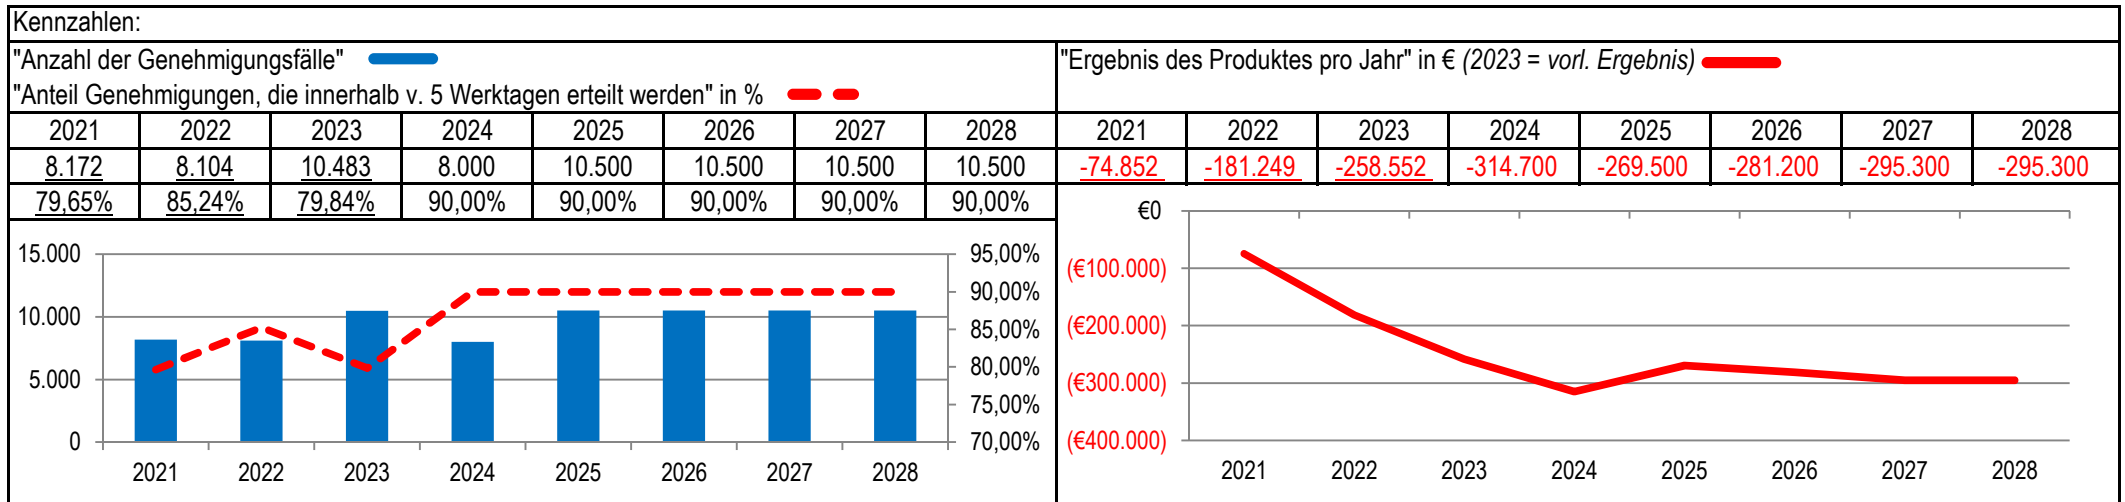 Kennzahlen:
"Anzahl der Genehmigungsfälle"
"Anteil Genehmigungen, die innerhalb v. 5 Werktagen erteilt werden" in %
2021 2022 2023 2024 2025 2026 2027 2028
8.172 8.104 10.483 8.000 10.500 10.500 10.500 10.500
79,65% 85,24% 79,84% 90,00% 90,00% 90,00% 90,00% 90,00%
15.000
10.000
5.000
0
95,00%
90,00%
85,00%
80,00%
75,00%
70,00%
2021 2022 2023 2024 2025 2026 2027 2028
"Ergebnis des Produktes pro Jahr" in € (2023 = vorl. Ergebnis)
2021 2022 2023 2024 2025 2026 2027 2028
-74.852 -181.249 -258.552 -314.700 -269.500 -281.200 -295.300 -295.300
€0
(€100.000)
(€200.000)
(€300.000)
(€400.000)
2021 2022 2023 2024 2025 2026 2027 2028